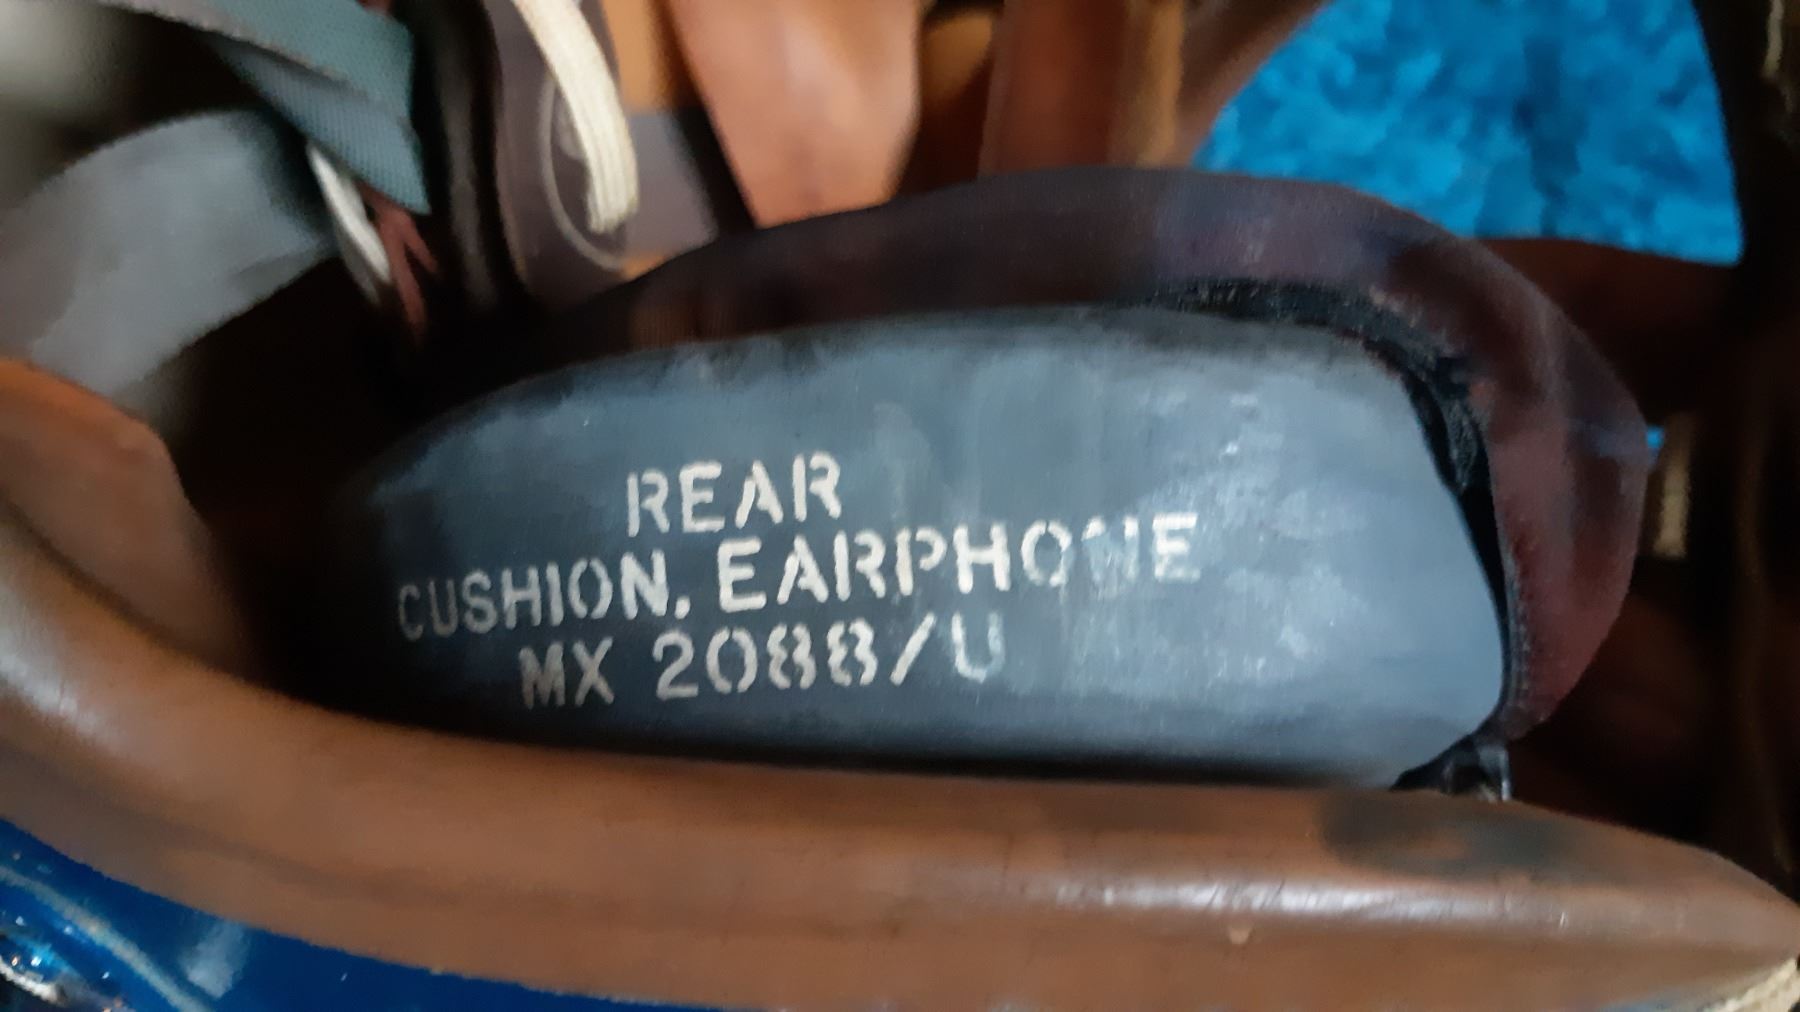 REAR
CUSHION, EARPHONE
MX 2088/U